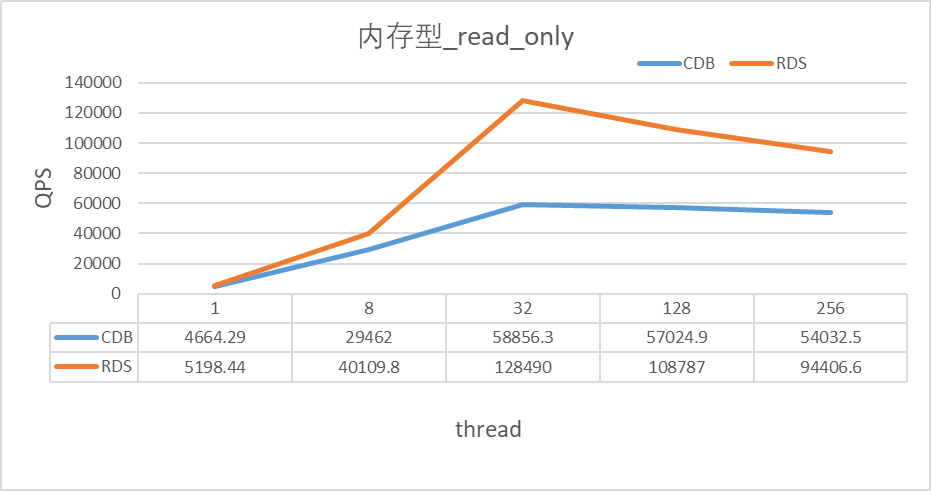 内存型_read_only
CDB RDS
QPS
140000
120000
100000
80000
60000
40000
20000
0
1 8 32 128 256
CDB 4664.29 29462 58856.3 57024.9 54032.5
RDS 5198.44 40109.8 128490 108787 94406.6
thread